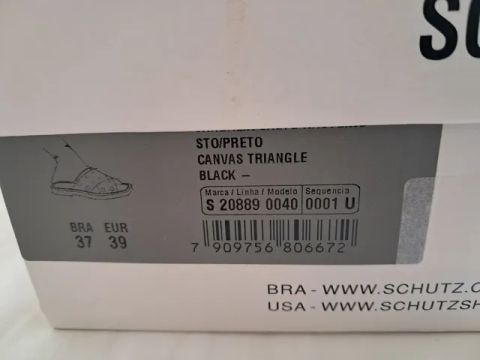 STO/PRETO
CANVAS TRIANGLE
BLACK –
Marca / Linha / Modelo Sequencia
S 20889 0040 0001 U
BRA EUR
37 39
7 909756 806672
BRA - WWW.SCHUTZ.C
USA - WWW.SCHUTZSH